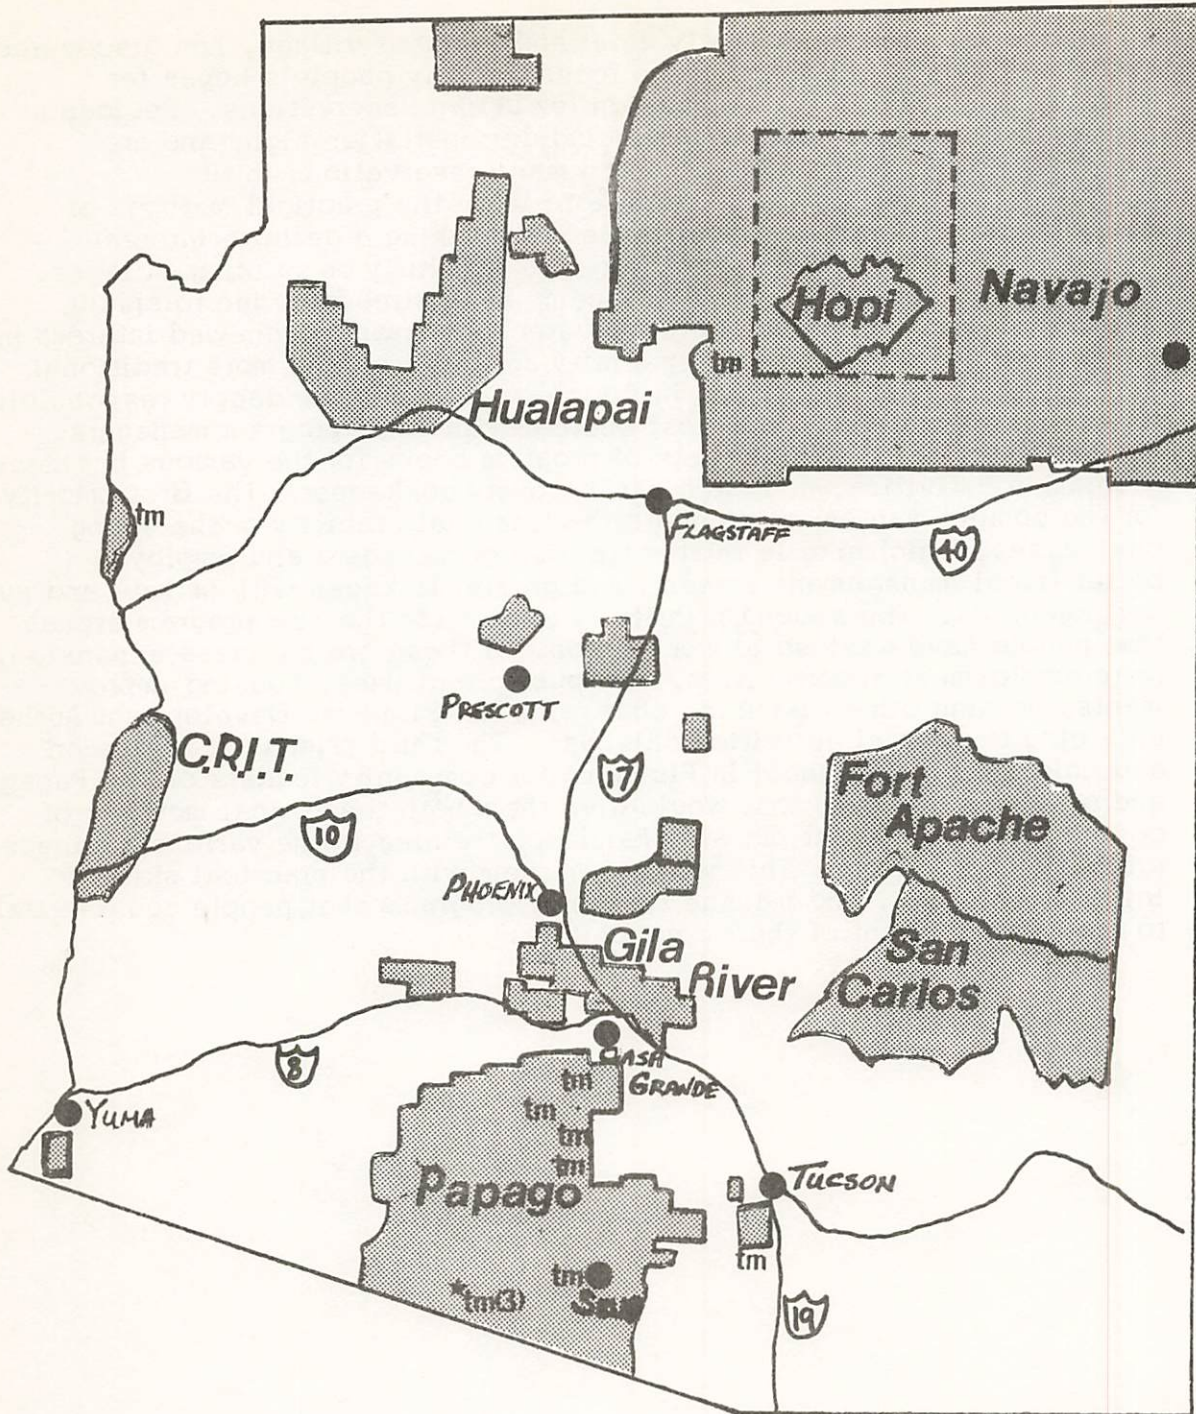 Hopi
Navajo
tm
Hualapai
tm
FLAGSTAFF
40
PRESCOTT
C.R.I.T.
17
Fort
Apache
10
PHOENIX
Gila
River
San
Carlos
8
CASA
GRANDE
tm
tm
YUMA
tm
tm
Papago
TUCSON
tm
tm
tm(3)
19